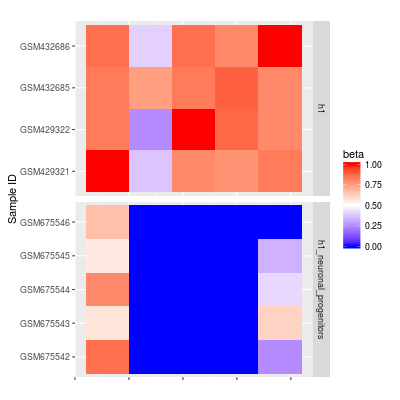 GSM432686
GSM432685
GSM429322
GSM429321
h1
GSM675546
GSM675545
GSM675544
GSM675543
GSM675542
h1_neuronal_progenitors
Sample ID
beta
1.00
0.75
0.50
0.25
0.00